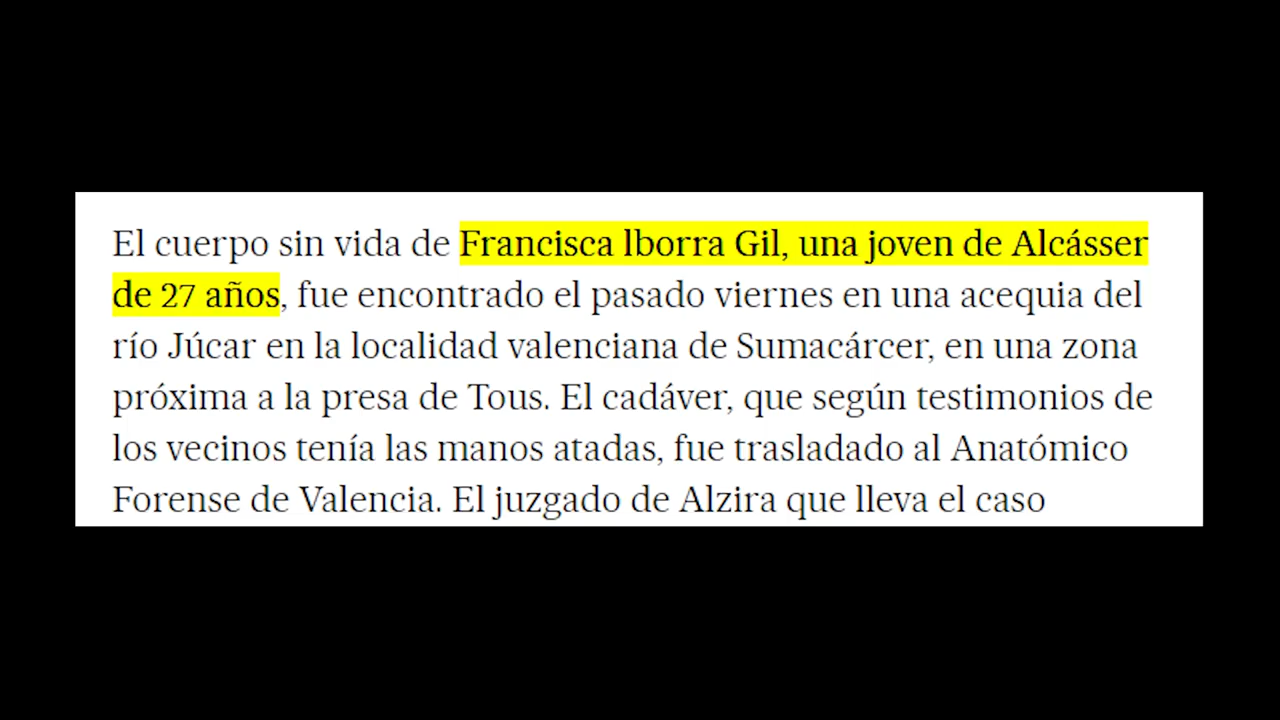 El cuerpo sin vida de Francisca lborra Gil, una joven de Alcásser
de 27 años, fue encontrado el pasado viernes en una acequia del
río Júcar en la localidad valenciana de Sumacárcer, en una zona
próxima a la presa de Tous. El cadáver, que según testimonios de
los vecinos tenía las manos atadas, fue trasladado al Anatómico
Forense de Valencia. El juzgado de Alzira que lleva el caso